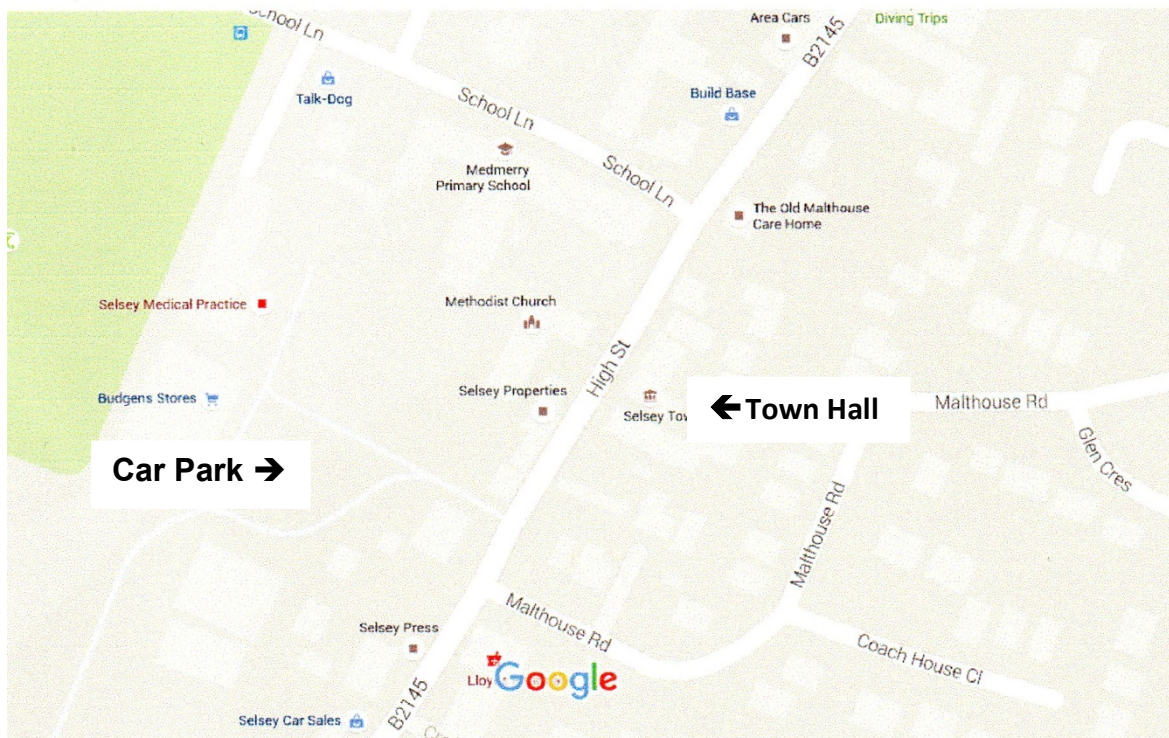 School Ln
Area Cars
Diving Trips
B2145
Talk-Dog
School Ln
Build Base
Medmerry
Primary School
School Ln
The Old Malthouse
Care Home
Selsey Medical Practice
Methodist Church
High St
Budgens Stores
Selsey Properties
Selsey
← Town Hall
Malthouse Rd
Car Park →
Glen Cres
Malthouse Rd
Malthouse Rd
Selsey Press
Coach House Cl
Lloy
Google
B2145
Selsey Car Sales